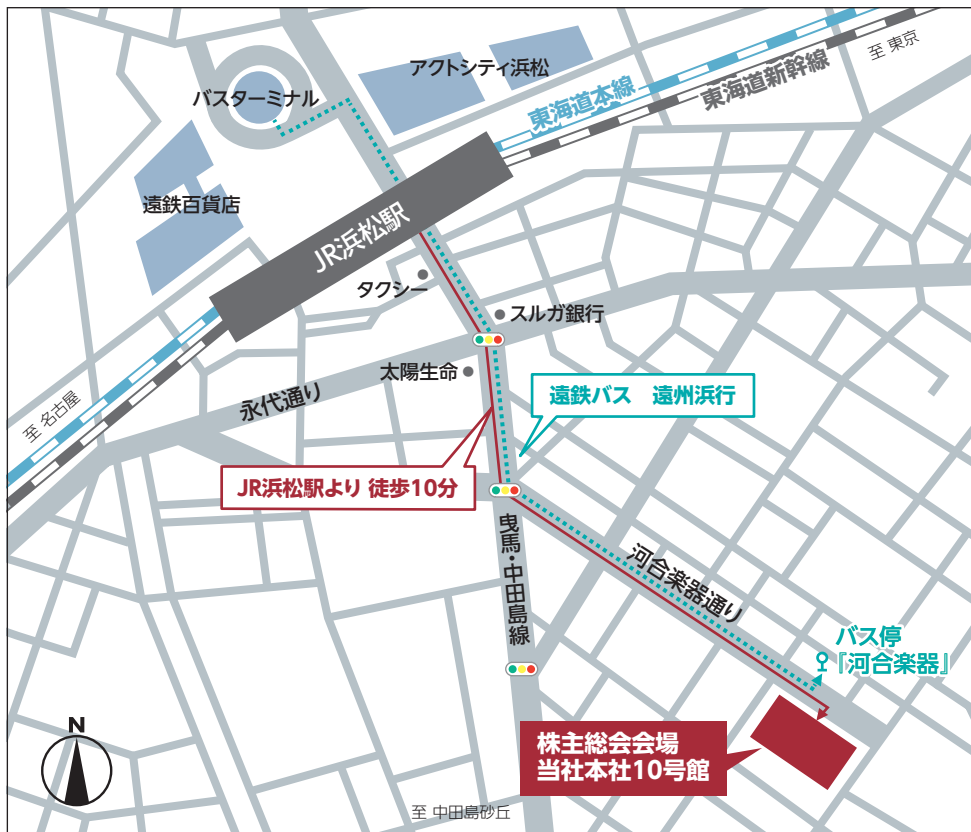 アクトシティ浜松
バスターミナル
東海道本線
東海道新幹線
至 東京
遠鉄百貨店
JR浜松駅
タクシー
スルガ銀行
太陽生命
永代通り
至 名古屋
遠鉄バス 遠州浜行
JR浜松駅より 徒歩10分
曳馬・中田島線
河合楽器通り
バス停
『河合楽器』
株主総会会場
当社本社10号館
N
至 中田島砂丘